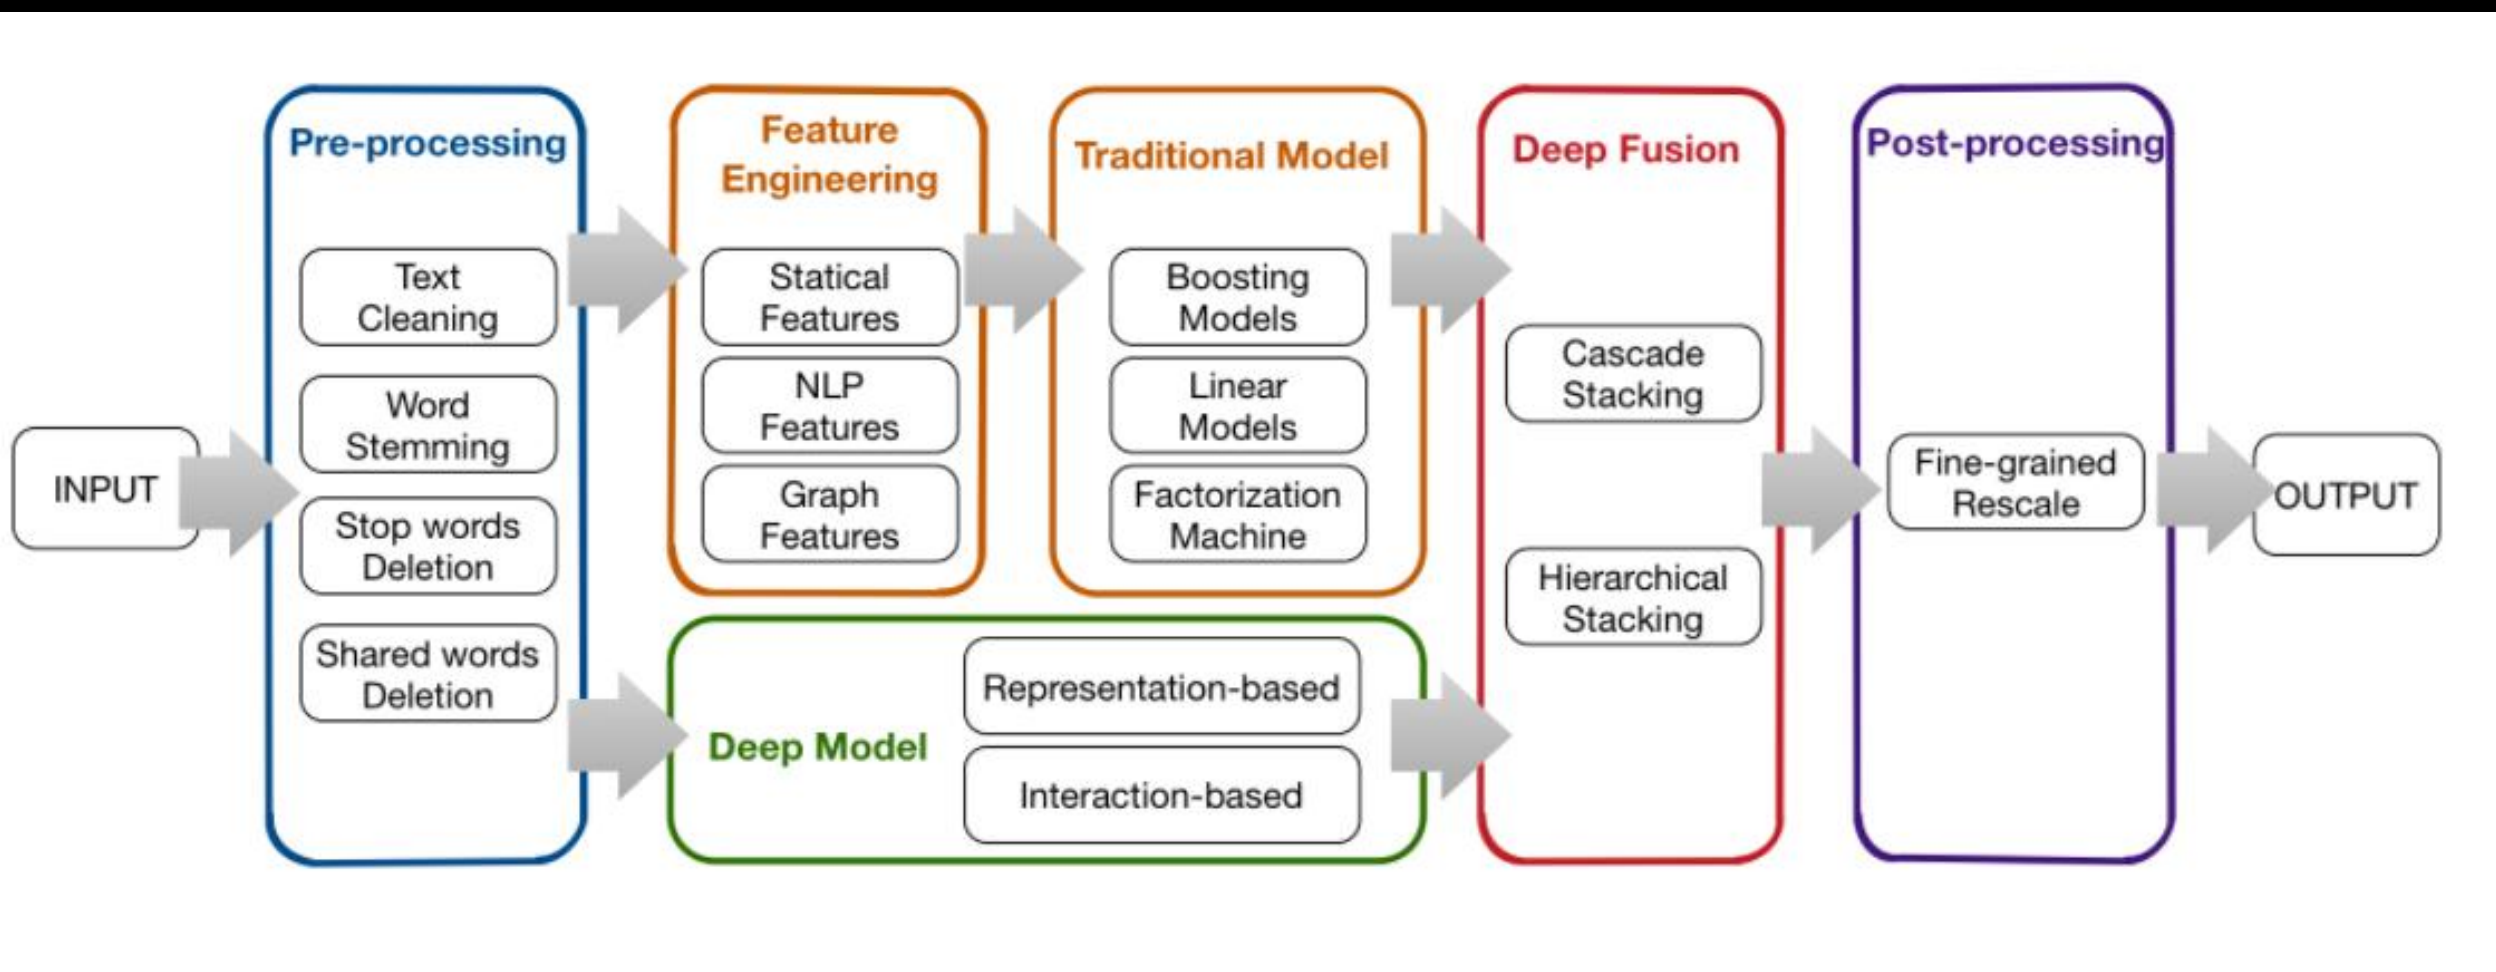 INPUT
Pre-processing
Text
Cleaning
Word
Stemming
Stop words
Deletion
Shared words
Deletion
Feature
Engineering
Statical
Features
NLP
Features
Graph
Features
Traditional Model
Boosting
Models
Linear
Models
Factorization
Machine
Deep Model
Representation-based
Interaction-based
Deep Fusion
Cascade
Stacking
Hierarchical
Stacking
Post-processing
Fine-grained
Rescale
OUTPUT